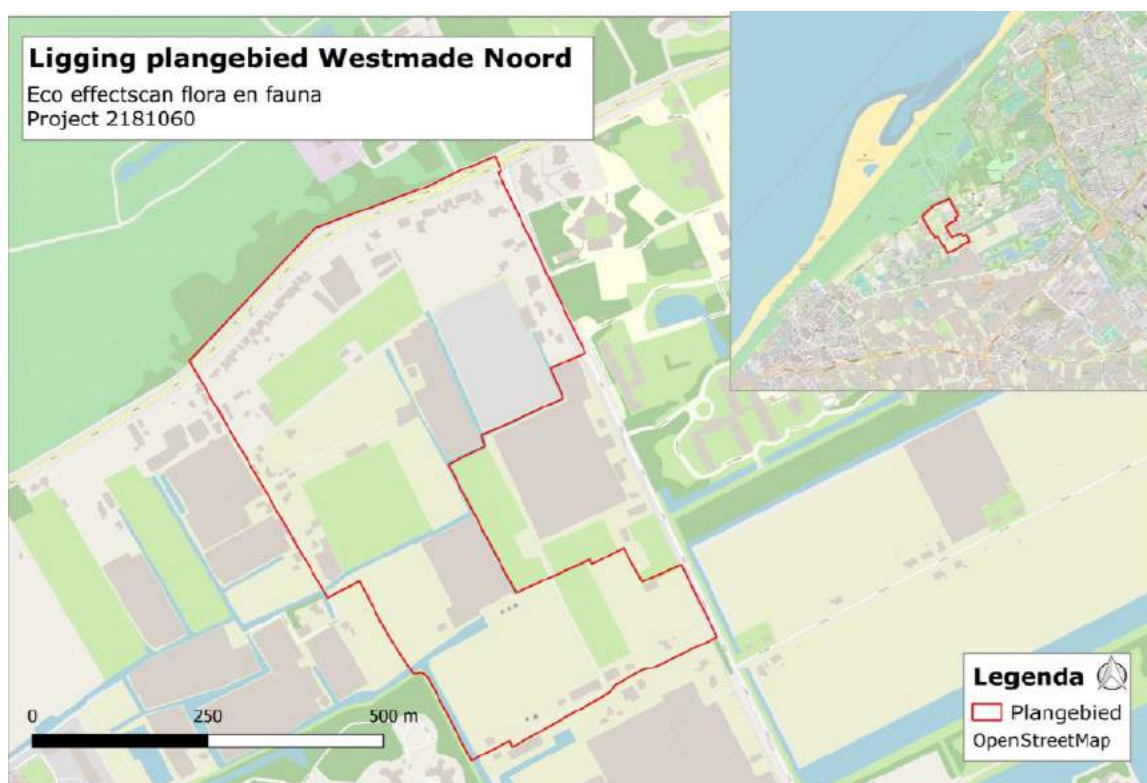 Ligging plangebied Westmade Noord
Eco effectscan flora en fauna
Project 2181060
0 250 500 m
Legenda
Plangebied
OpenStreetMap